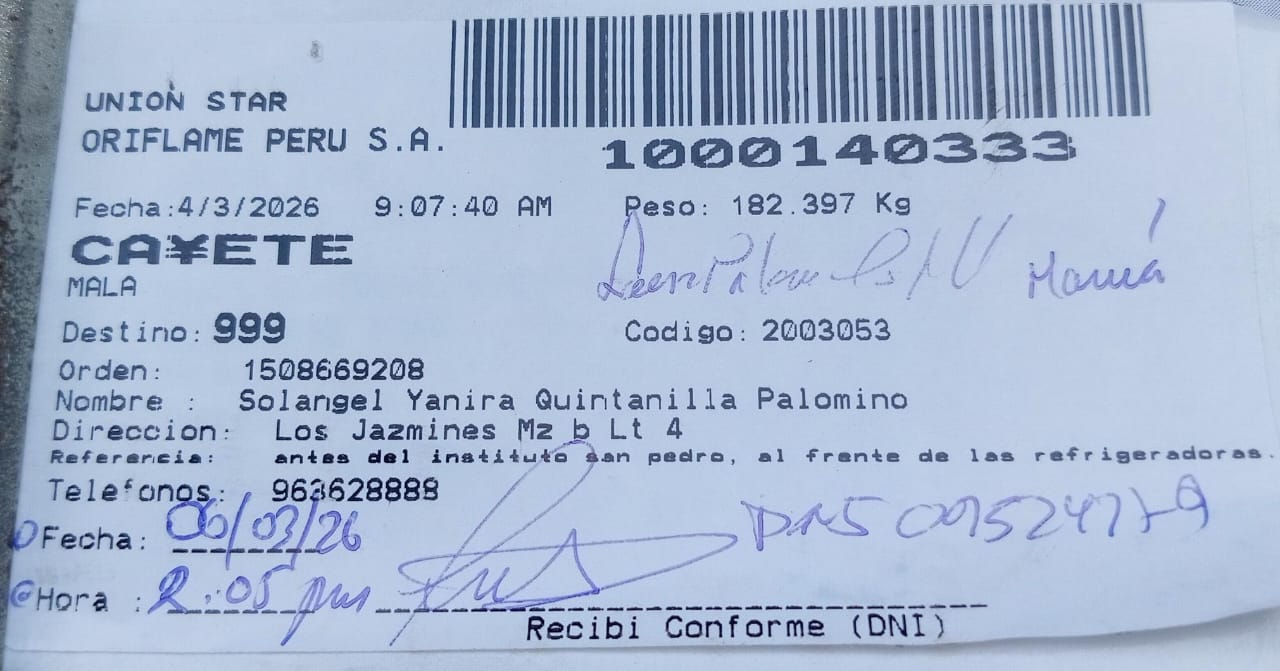 UNION STAR
ORIFLAME PERU S.A.
1000140333
Fecha:4/3/2026 9:07:40 AM Peso: 182.397 Kg
CA¥ETE
MALA
Mamá
Destino: 999 Codigo: 2003053
Orden: 1508669208
Nombre : Solangel Yanira Quintanilla Palomino
Direccion: Los Jazmines Mz b Lt 4
Referencia: antes del instituto san pedro, al frente de las refrigeradoras.
Telefonos: 963628888
Fecha: 06/03/26
Hora : 2:05 pm
Recibi Conforme (DNI)